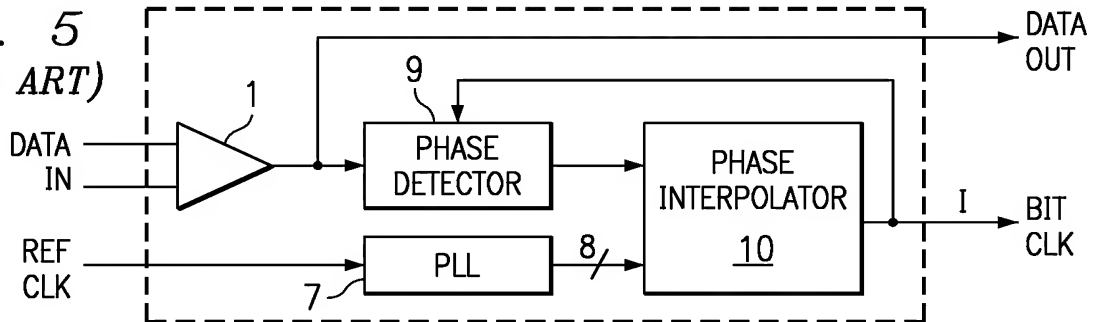 . 5
ART)
DATA
OUT
9
1
DATA
IN
PHASE
DETECTOR
PHASE
INTERPOLATOR
10
I
BIT
CLK
REF
CLK
PLL
8
7